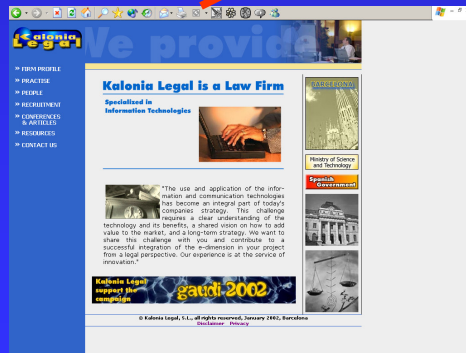 Kalonia
Legal
We provide
» FIRM PROFILE
» PRACTISE
» PEOPLE
» RECRUITMENT
» CONFERENCES
& ARTICLES
» RESOURCES
» CONTACT US
Kalonia Legal is a Law Firm
Specialized in
Information Technologies
"The use and application of the infor-
mation and communication technologies
has become an integral part of today's
companies strategy. This challenge
requires a clear understanding of the
technology and its benefits, a shared vision on how to add
value to the market, and a long-term strategy. We want to
share this challenge with you and contribute to a
successful integration of the e-dimension in your project
from a legal perspective. Our experience is at the service of
innovation."
Kalonia Legal
support the
campaign
gaudí 2002
BARCELONA
Ministry of Science
and Technology
Spanish
Government
© Kalonia Legal, S.L., all rights reserved, January 2002, Barcelona
Disclaimer Privacy